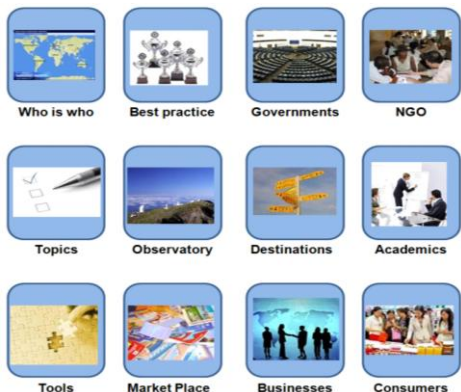 Who is who Best practice Governments NGO
Topics Observatory Destinations Academics
Tools Market Place Businesses Consumers